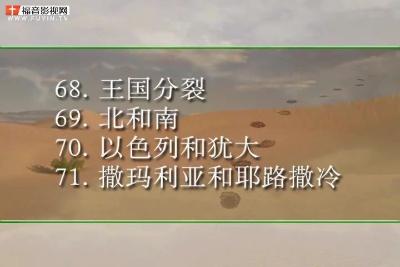 福音影视网
WWW.FUYIN.TV
68. 王国分裂
69. 北和南
70. 以色列和犹大
71. 撒玛利亚和耶路撒冷